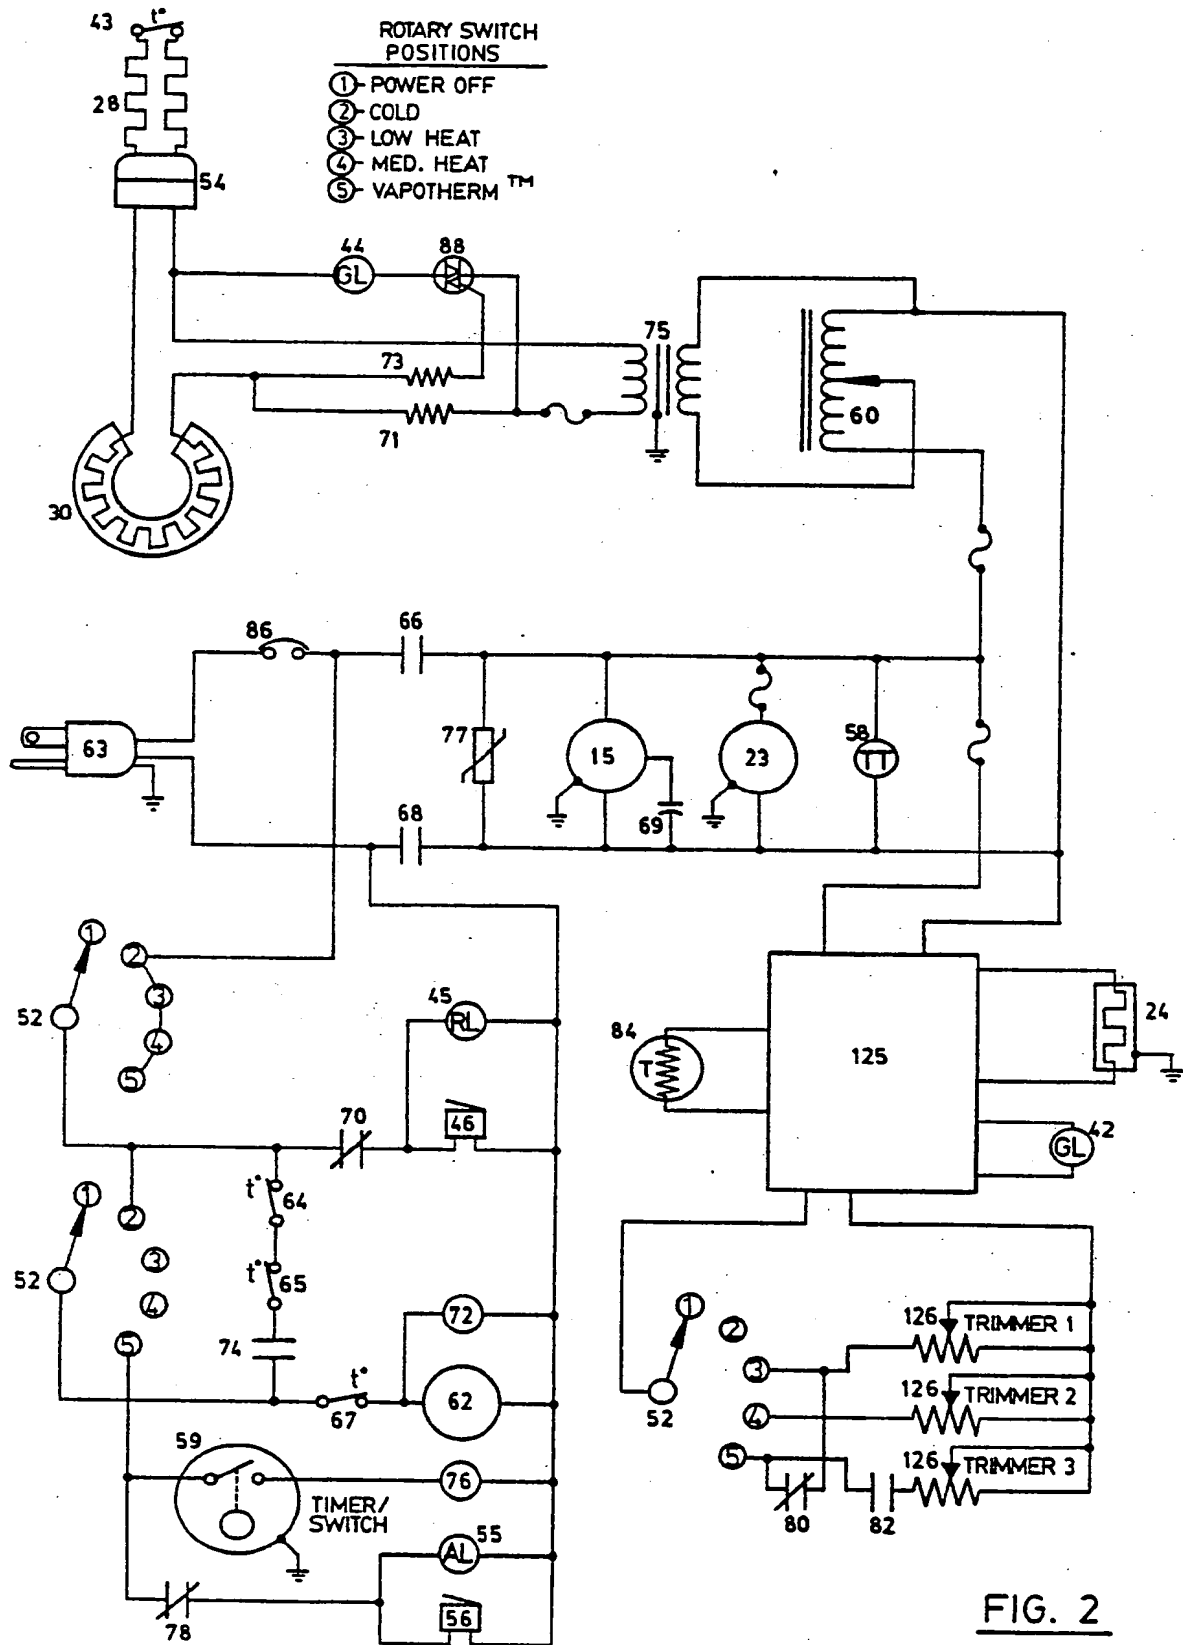 43
t°
ROTARY SWITCH
POSITIONS
1 - POWER OFF
2 - COLD
3 - LOW HEAT
4 - MED. HEAT
5 - VAPOTHERM TM
28
54
44
GL
88
75
73
71
60
30
86
66
63
77
15
23
58
TT
68
69
1
2
3
4
5
52
45
RL
84
T
125
24
70
46
42
GL
t°
64
1
2
3
4
5
52
t°
65
74
72
t°
67
62
59
TIMER/
SWITCH
76
AL
55
78
56
1
2
3
4
5
52
126
TRIMMER 1
126
TRIMMER 2
126
TRIMMER 3
80
82
FIG. 2